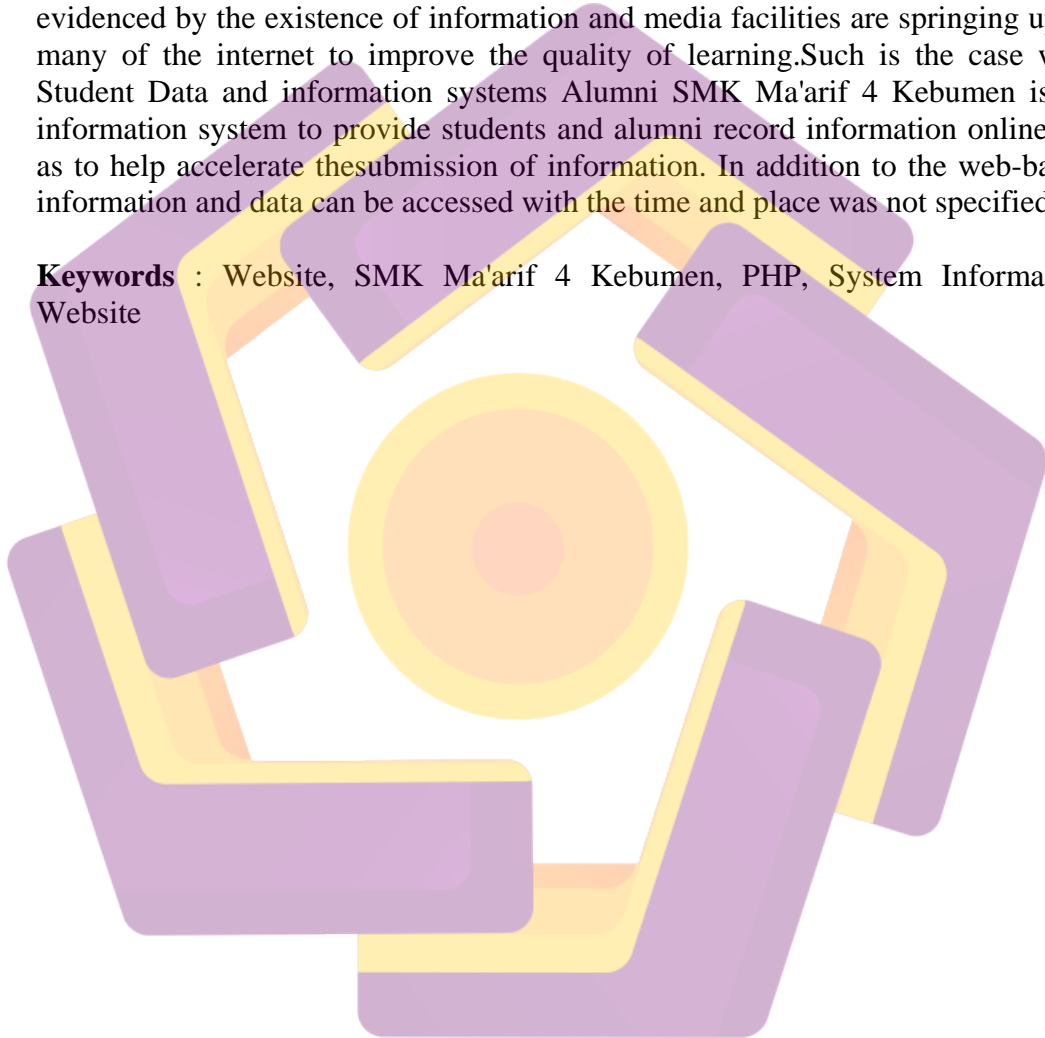 evidenced by the existence of information and media facilities are springing up
many of the internet to improve the quality of learning.Such is the case
Student Data and information systems Alumni SMK Ma'arif 4 Kebumen is
information system to provide students and alumni record information online
as to help accelerate thesubmission of information. In addition to the
information and data can be accessed with the time and place was not specified
Keywords : Website, SMK Ma'arif 4 Kebumen, PHP, System
Website